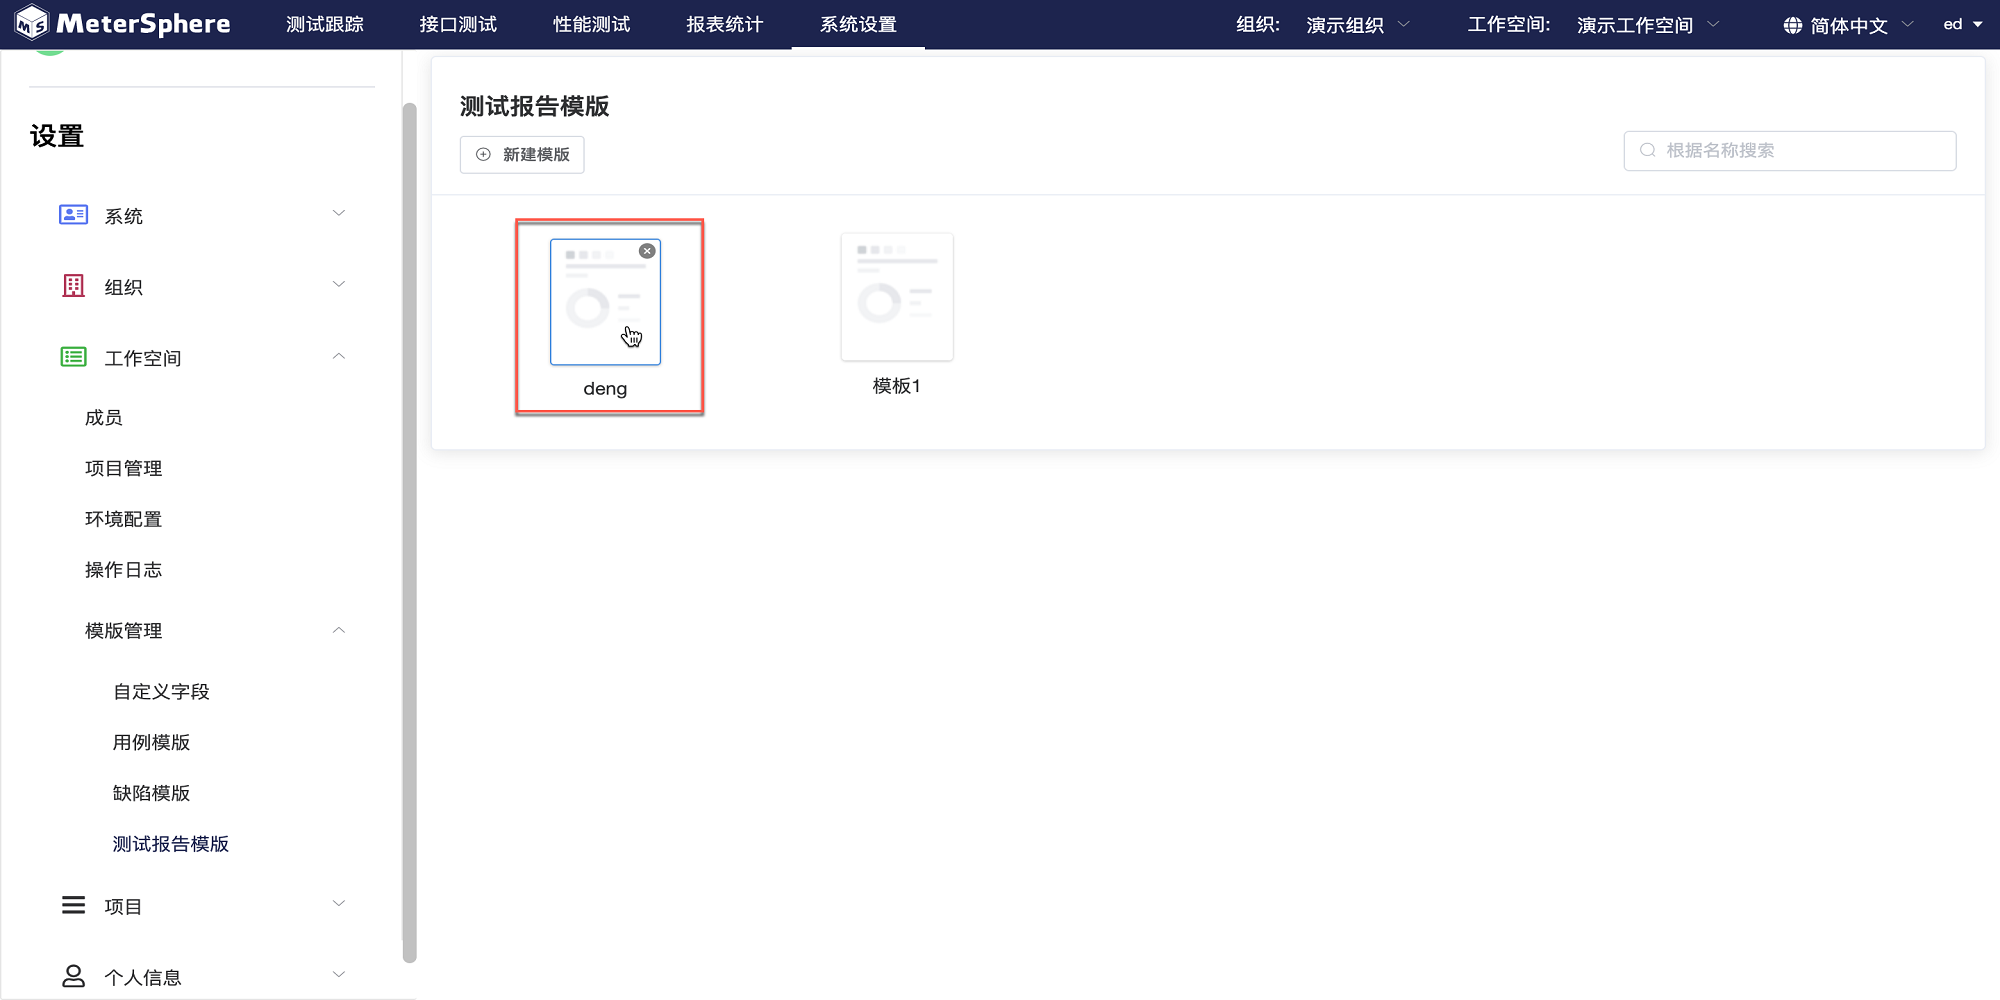 MeterSphere 测试跟踪 接口测试 性能测试 报表统计 系统设置 组织: 演示组织 工作空间: 演示工作空间 简体中文 ed
设置
系统
组织
工作空间
成员
项目管理
环境配置
操作日志
模版管理
自定义字段
用例模版
缺陷模版
测试报告模版
项目
个人信息
测试报告模版
新建模版
根据名称搜索
deng
模板1